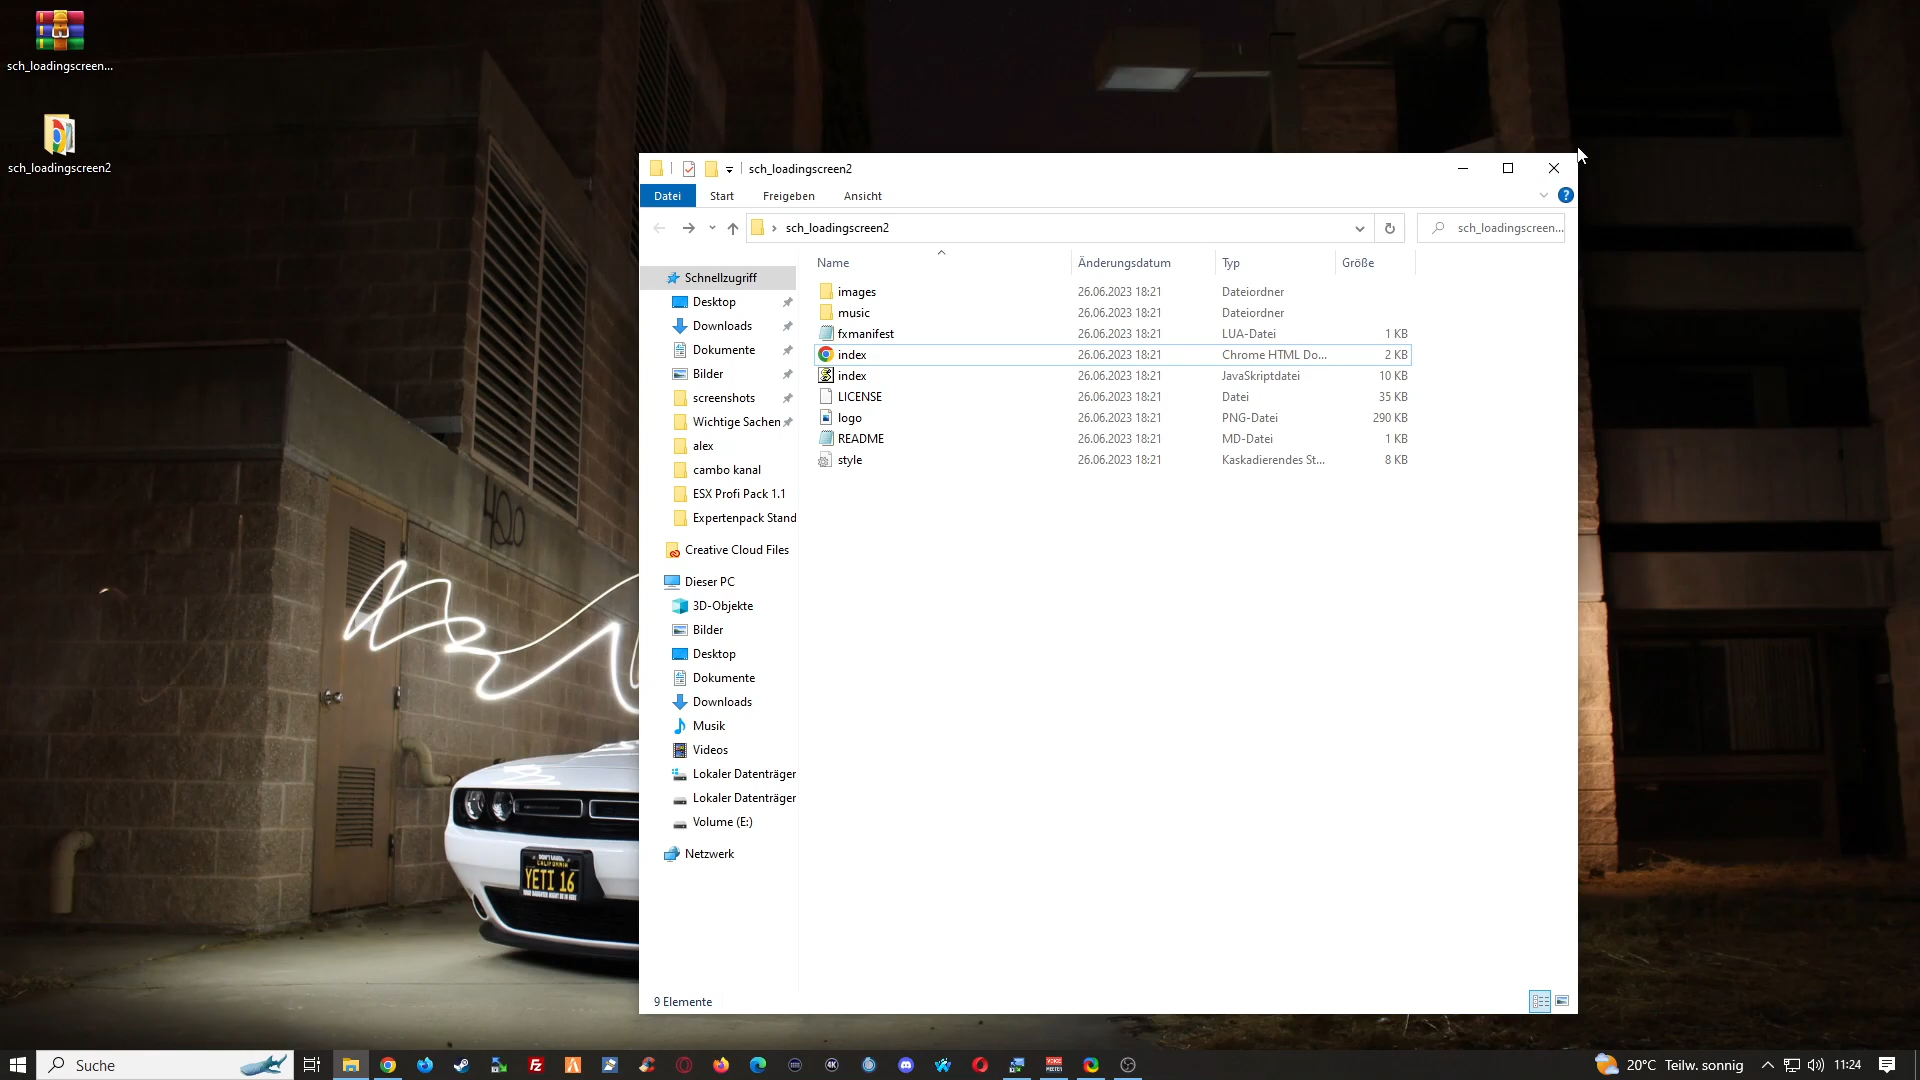 sch_loadingscreen...
sch_loadingscreen2
sch_loadingscreen2
Datei Start Freigeben Ansicht
sch_loadingscreen2
sch_loadingscreen...
Name Änderungsdatum Typ Größe
images 26.06.2023 18:21 Dateiordner
music 26.06.2023 18:21 Dateiordner
fxmanifest 26.06.2023 18:21 LUA-Datei 1 KB
index 26.06.2023 18:21 Chrome HTML Do... 2 KB
index 26.06.2023 18:21 JavaSkriptdatei 10 KB
LICENSE 26.06.2023 18:21 Datei 35 KB
logo 26.06.2023 18:21 PNG-Datei 290 KB
README 26.06.2023 18:21 MD-Datei 1 KB
style 26.06.2023 18:21 Kaskadierendes St... 8 KB
Schnellzugriff
Desktop
Downloads
Dokumente
Bilder
screenshots
Wichtige Sachen
alex
cambo kanal
ESX Profi Pack 1.1
Expertenpack Stand
Creative Cloud Files
Dieser PC
3D-Objekte
Bilder
Desktop
Dokumente
Downloads
Musik
Videos
Lokaler Datenträger
Lokaler Datenträger
Volume (E:)
Netzwerk
9 Elemente
400
CALIFORNIA
YETI 16
Suche
4K
20°C Teilw. sonnig
11:24